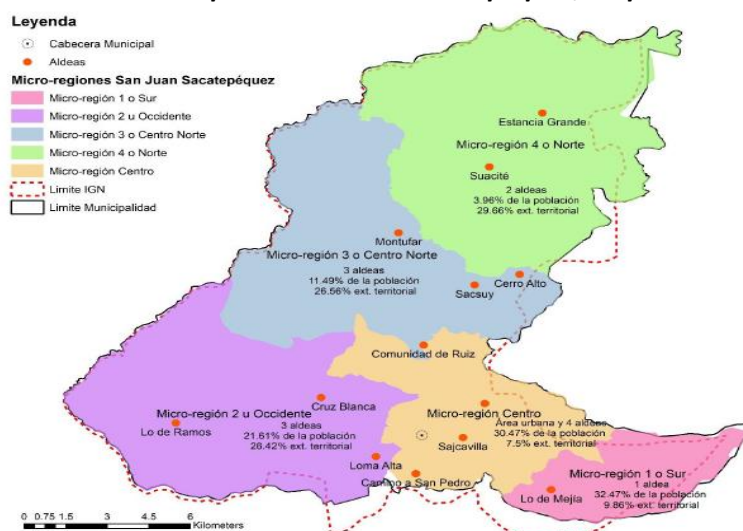 Leyenda
Cabecera Municipal
Aldeas
Micro-regiones San Juan Sacatepéquez
Micro-región 1 o Sur
Micro-región 2 u Occidente
Micro-región 3 o Centro Norte
Micro-región 4 o Norte
Micro-región Centro
Limite IGN
Limite Municipalidad
Estancia Grande
Micro-región 4 o Norte
Suacité
2 aldeas
3.96% de la población
29.66% ext. territorial
Montufar
Micro-región 3 o Centro Norte
3 aldeas
11.49% de la población
26.56% ext. territorial
Cerro Alto
Sacsuy
Comunidad de Ruiz
Cruz Blanca
Micro-región 2 u Occidente
Lo de Ramos
3 aldeas
21.61% de la población
26.42% ext. territorial
Loma Alta
Micro-región Centro
Área urbana y 4 aldeas
30.47% de la población
7.5% ext. territorial
Sajcavilla
Camino a San Pedro
Micro-región 1 o Sur
1 aldea
32.47% de la población
9.86% ext. territorial
Lo de Mejía
0 0.75 1.5 3 4.5 6
Kilometers